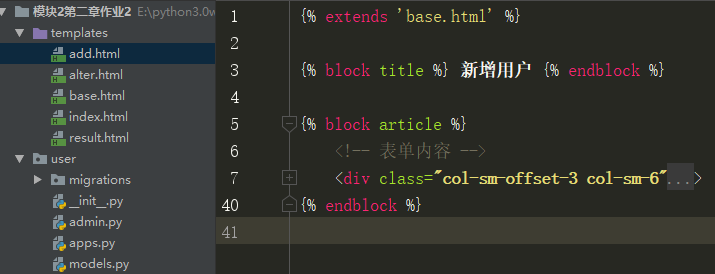 模块2第二章作业2 E:\python3.0w
templates
add.html
alter.html
base.html
index.html
result.html
user
migrations
__init__.py
admin.py
apps.py
models.py
1 {% extends 'base.html' %}
2
3 {% block title %} 新增用户 {% endblock %}
4
5 {% block article %}
6 <!-- 表单内容 -->
7 <div class="col-sm-offset-3 col-sm-6"...>
40 {% endblock %}
41